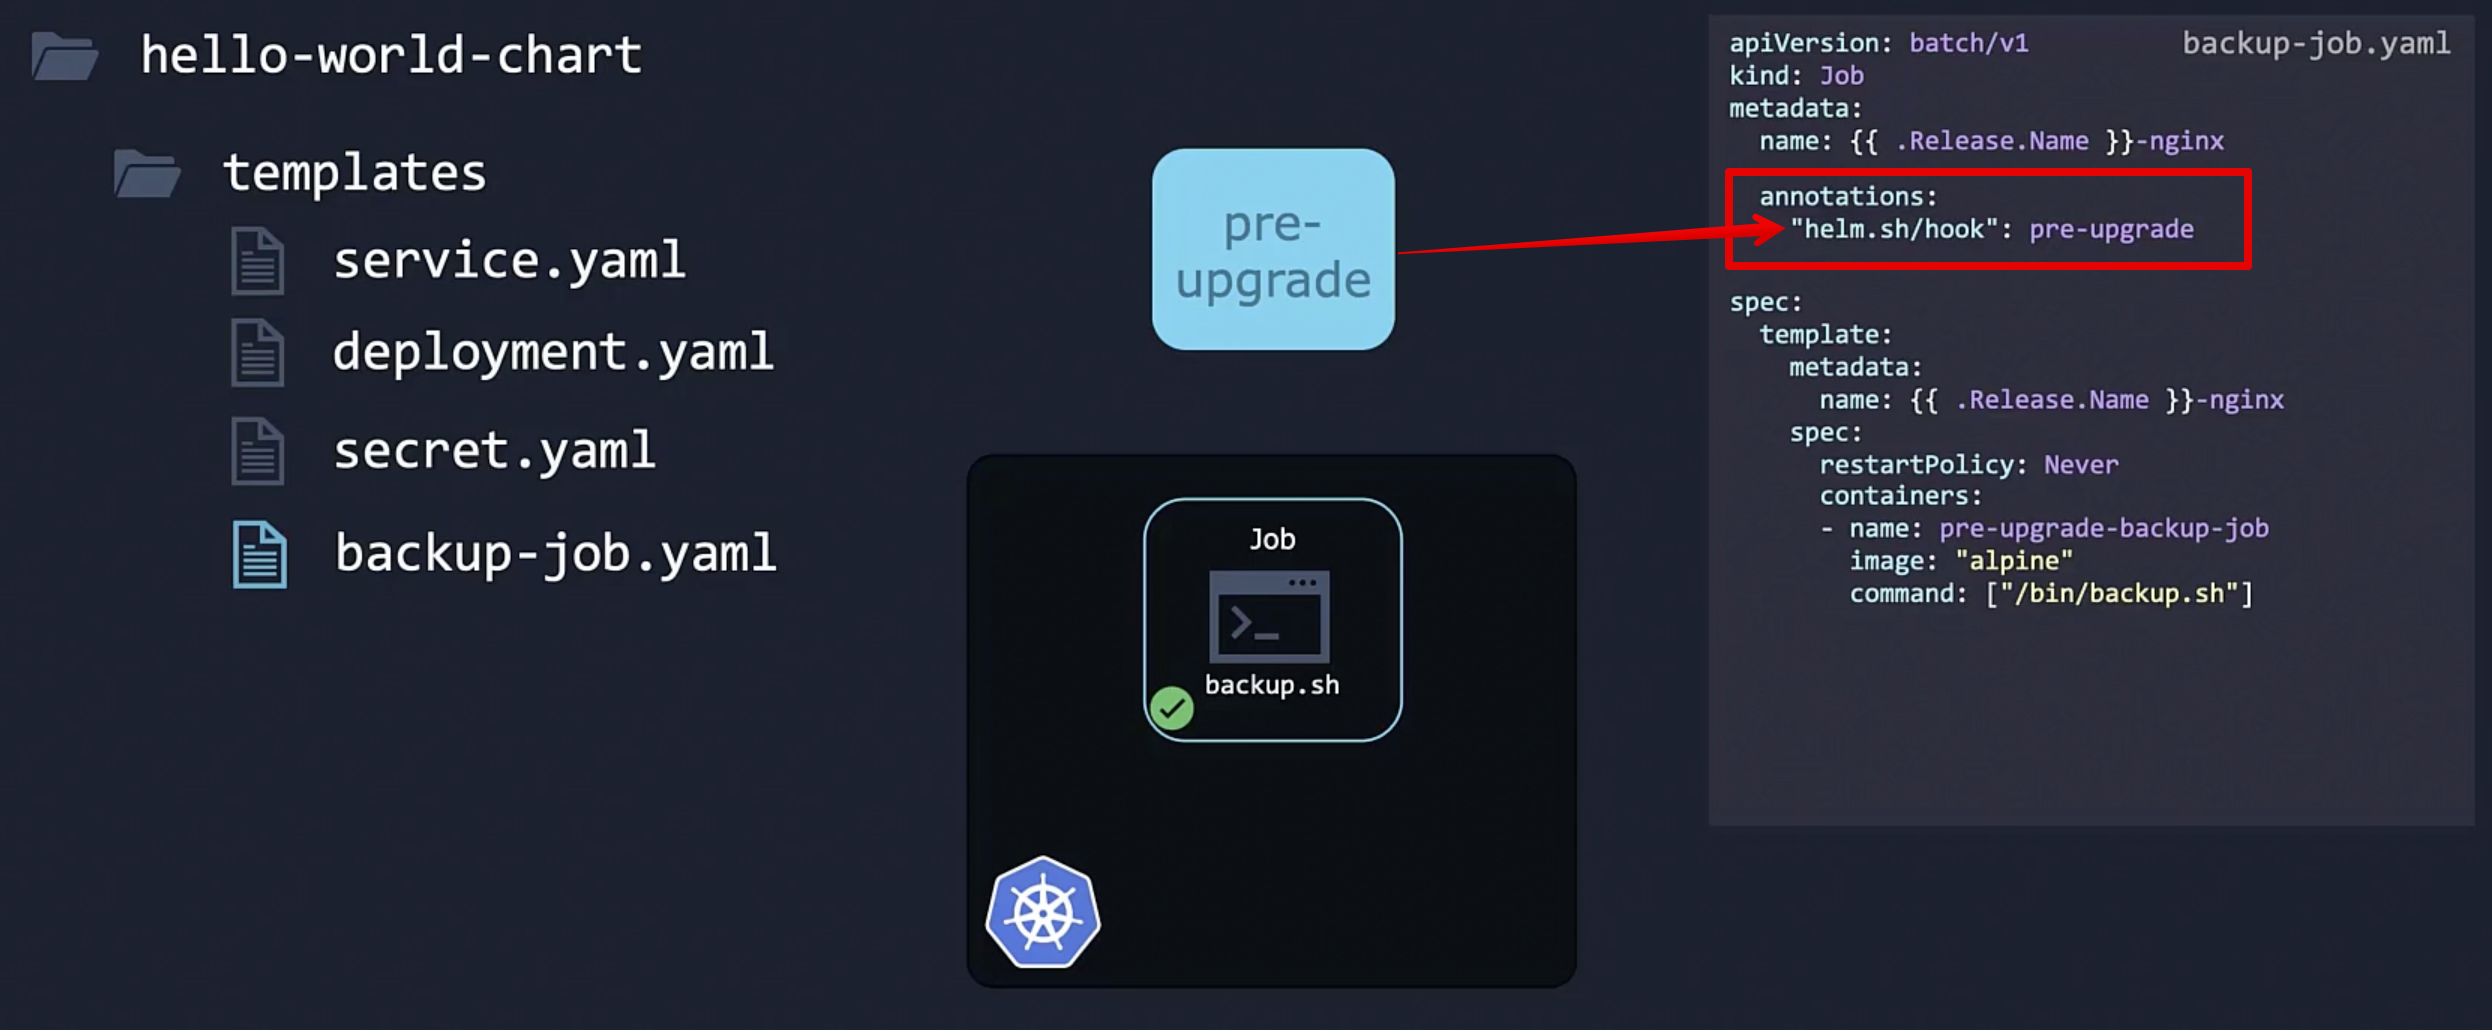 hello-world-chart
templates
service.yaml
deployment.yaml
secret.yaml
backup-job.yaml
pre-
upgrade
Job
>_
backup.sh
backup-job.yaml
apiVersion: batch/v1
kind: Job
metadata:
  name: {{ .Release.Name }}-nginx
  annotations:
    "helm.sh/hook": pre-upgrade
spec:
  template:
    metadata:
      name: {{ .Release.Name }}-nginx
    spec:
      restartPolicy: Never
      containers:
      - name: pre-upgrade-backup-job
        image: "alpine"
        command: ["/bin/backup.sh"]